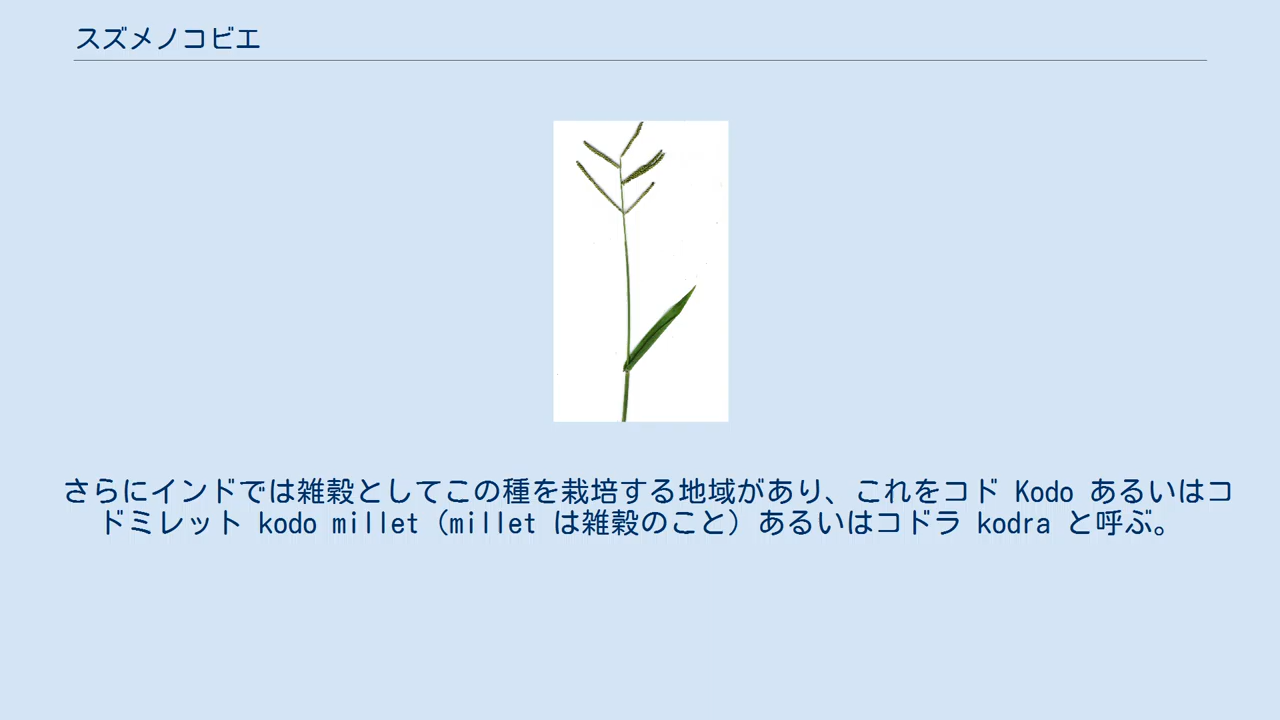 スズメノコビエ
さらにインドでは雑穀としてこの種を栽培する地域があり、これをコド Kodo あるいはコ
ドミレット kodo millet（millet は雑穀のこと）あるいはコドラ kodra と呼ぶ。